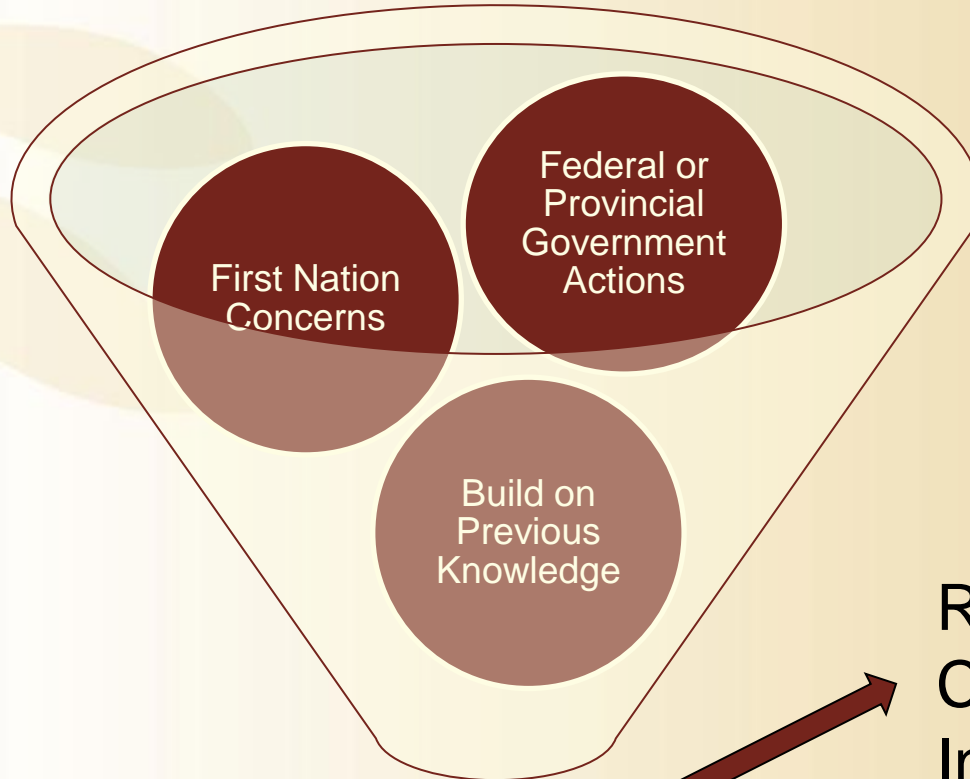 First Nation
Concerns
Federal or
Provincial
Government
Actions
Build on
Previous
Knowledge